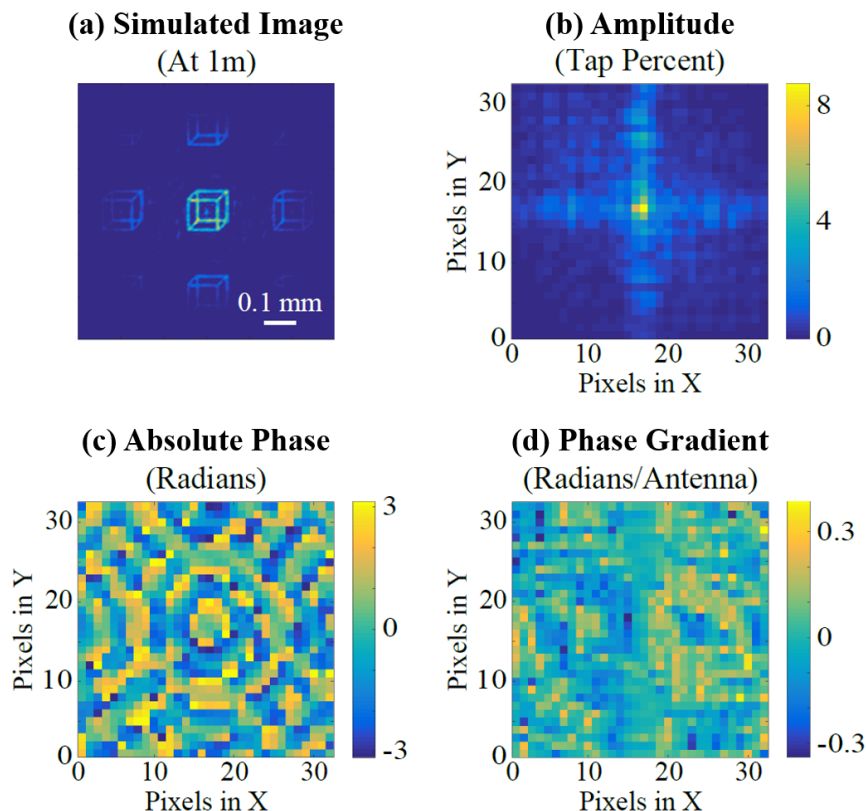 (a) Simulated Image
(At 1m)
0.1 mm
(b) Amplitude
(Tap Percent)
Pixels in Y
30
20
10
0
0 10 20 30
Pixels in X
8
4
0
(c) Absolute Phase
(Radians)
Pixels in Y
30
20
10
0
0 10 20 30
Pixels in X
3
0
-3
(d) Phase Gradient
(Radians/Antenna)
Pixels in Y
30
20
10
0
0 10 20 30
Pixels in X
0.3
0
-0.3